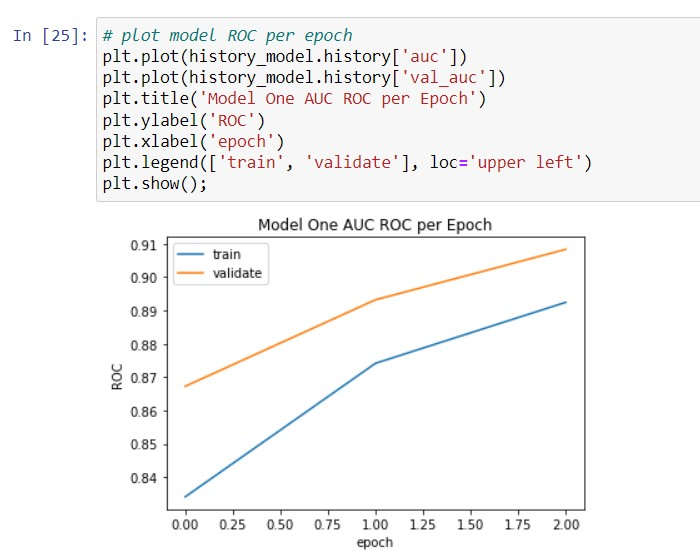 In [25]: # plot model ROC per epoch
plt.plot(history_model.history['auc'])
plt.plot(history_model.history['val_auc'])
plt.title('Model One AUC ROC per Epoch')
plt.ylabel('ROC')
plt.xlabel('epoch')
plt.legend(['train', 'validate'], loc='upper left')
plt.show();
Model One AUC ROC per Epoch
train
validate
0.91
0.90
0.89
0.88
0.87
0.86
0.85
0.84
ROC
0.00 0.25 0.50 0.75 1.00 1.25 1.50 1.75 2.00
epoch